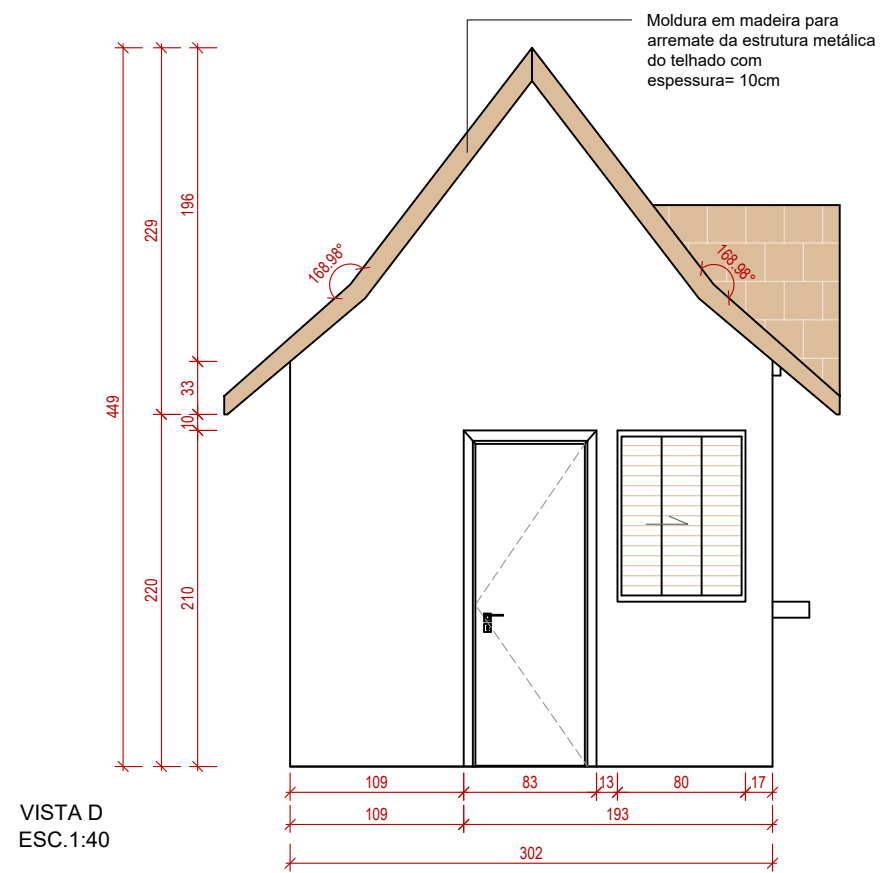 Moldura em madeira para
arremate da estrutura metálica
do telhado com
espessura= 10cm
196
229
168.98°
168.98°
33
449
10
220
210
109
83
13
80
17
109
193
302
VISTA D
ESC.1:40